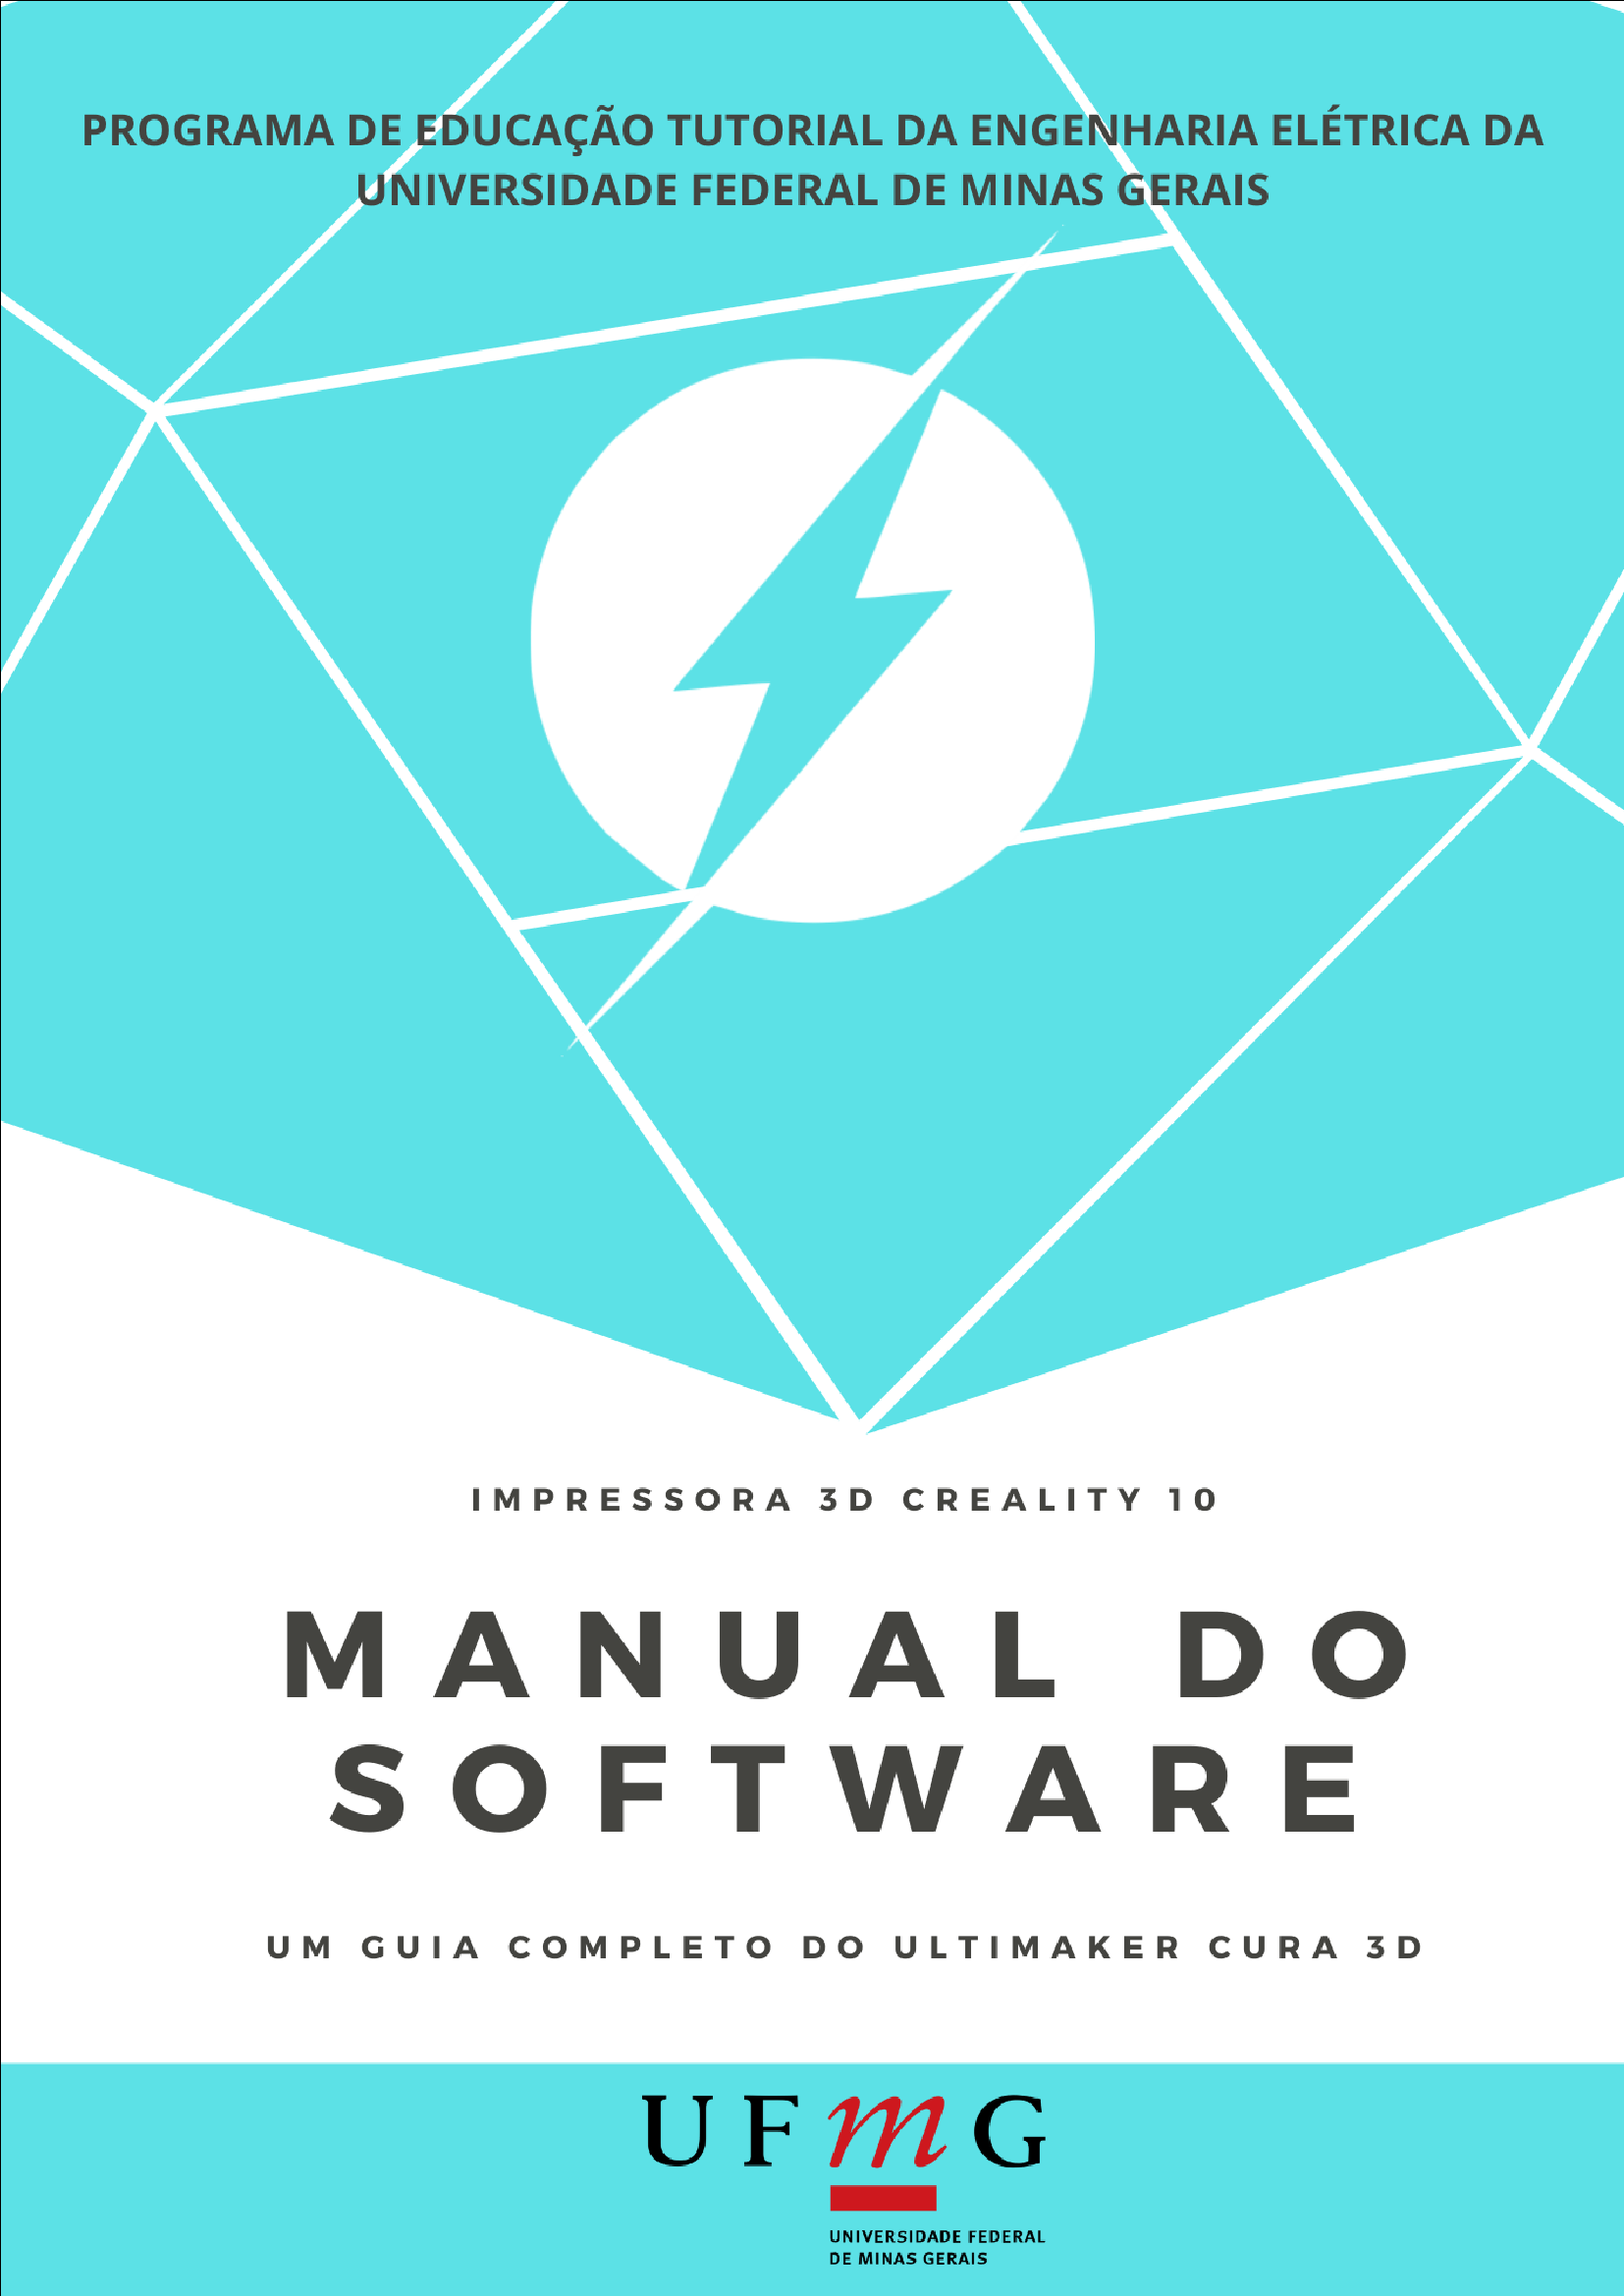 PROGRAMA DE EDUCAÇÃO TUTORIAL DA ENGENHARIA ELÉTRICA DA
UNIVERSIDADE FEDERAL DE MINAS GERAIS
IMPRESSORA 3D CREALITY 10
MANUAL DO
SOFTWARE
UM GUIA COMPLETO DO ULTIMAKER CURA 3D
UFmG
UNIVERSIDADE FEDERAL
DE MINAS GERAIS